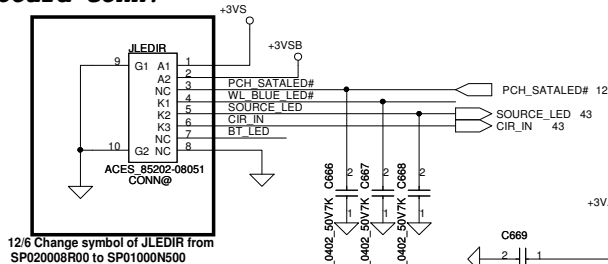 +3VS
+3VSB
JLEDIR
9 G1 A1 1
A2 2
NC 3 PCH_SATALED# PCH_SATALED# 12
K1 4 WL_BLUE_LED#
K2 5 SOURCE_LED SOURCE_LED 43
K3 6 CIR_IN CIR_IN 43
NC 7 BT_LED
10 G2 NC 8
ACES_85202-08051
CONN@
C666
C667
C668
2 2 2
1 1 1
0402_50V7K
0402_50V7K
0402_50V7K
12/6 Change symbol of JLEDIR from
SP020008R00 to SP01000N500
C669
2 1